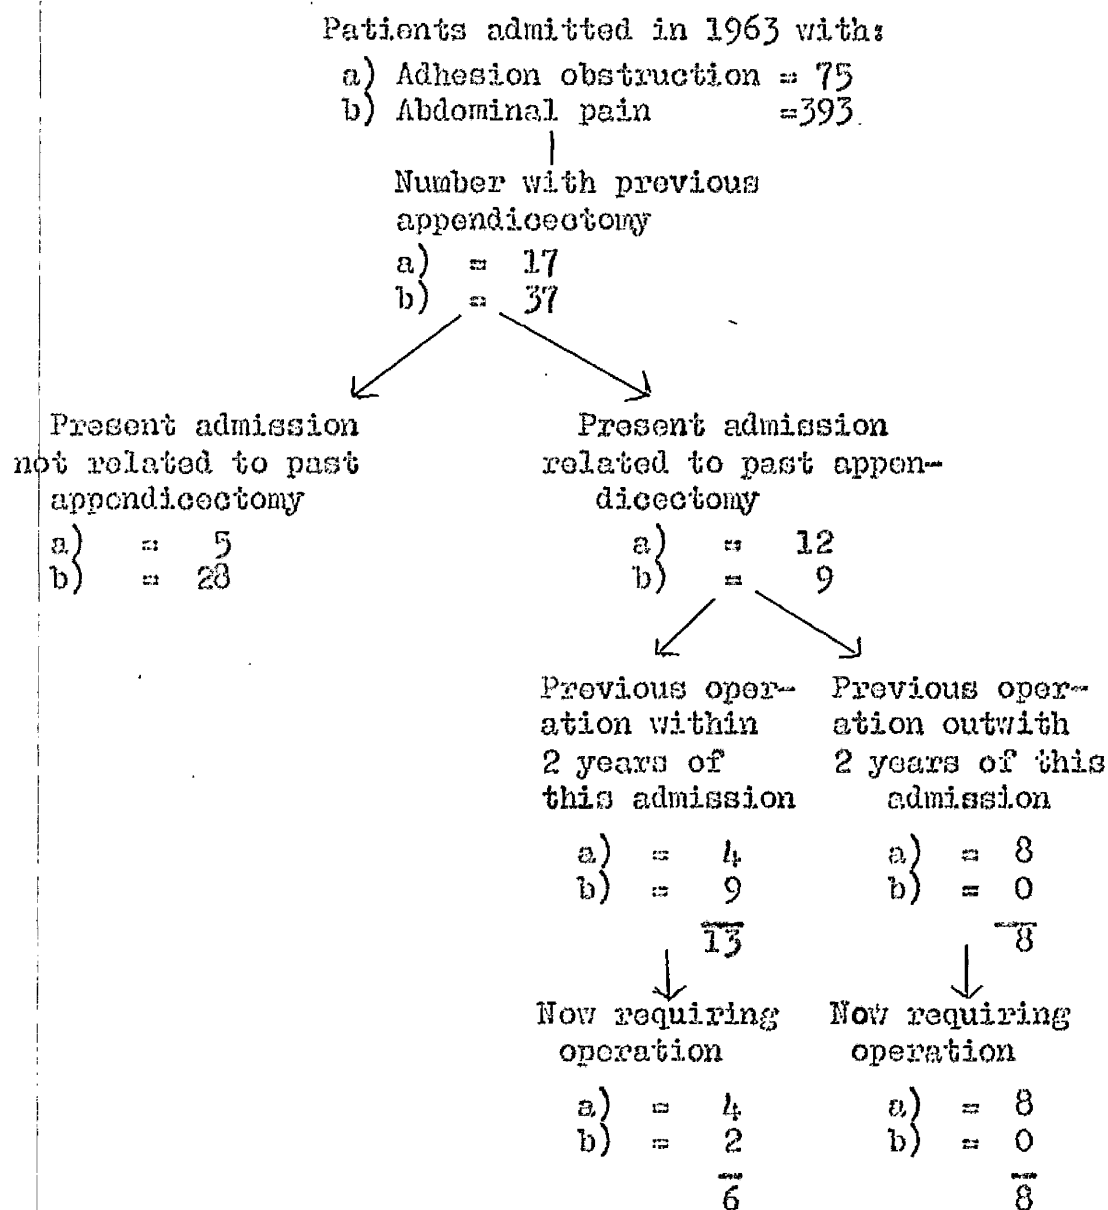 Patients admitted in 1963 with:
a) Adhesion obstruction = 75
b) Abdominal pain =393
Number with previous
appendicectomy
a) = 17
b) = 37
Present admission
not related to past
appendicectomy
a) = 5
b) = 28
Present admission
related to past appen-
dicectomy
a) = 12
b) = 9
Previous oper-
ation within
2 years of
this admission
a) = 4
b) = 9
13
Previous oper-
ation outwith
2 years of this
admission
a) = 8
b) = 0
8
Now requiring
operation
a) = 4
b) = 2
6
Now requiring
operation
a) = 8
b) = 0
8